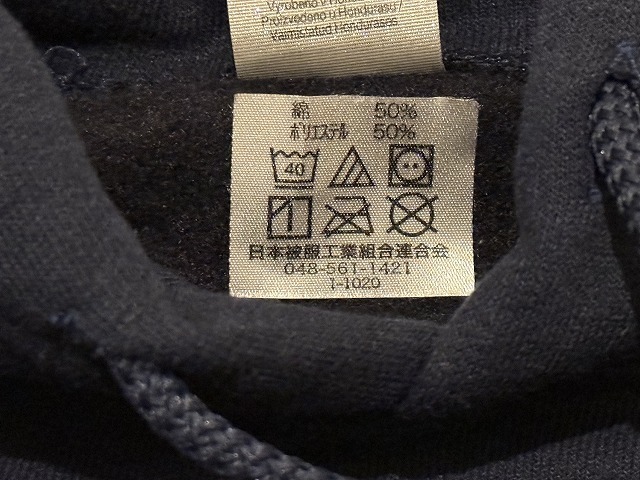 Vyrobeno v Hon
Proizvedeno u Hondurasu /
Valmistatud Hondurases
綿 50%
ポリエステル 50%
40
日本被服工業組合連合会
048-561-1421
1-1020